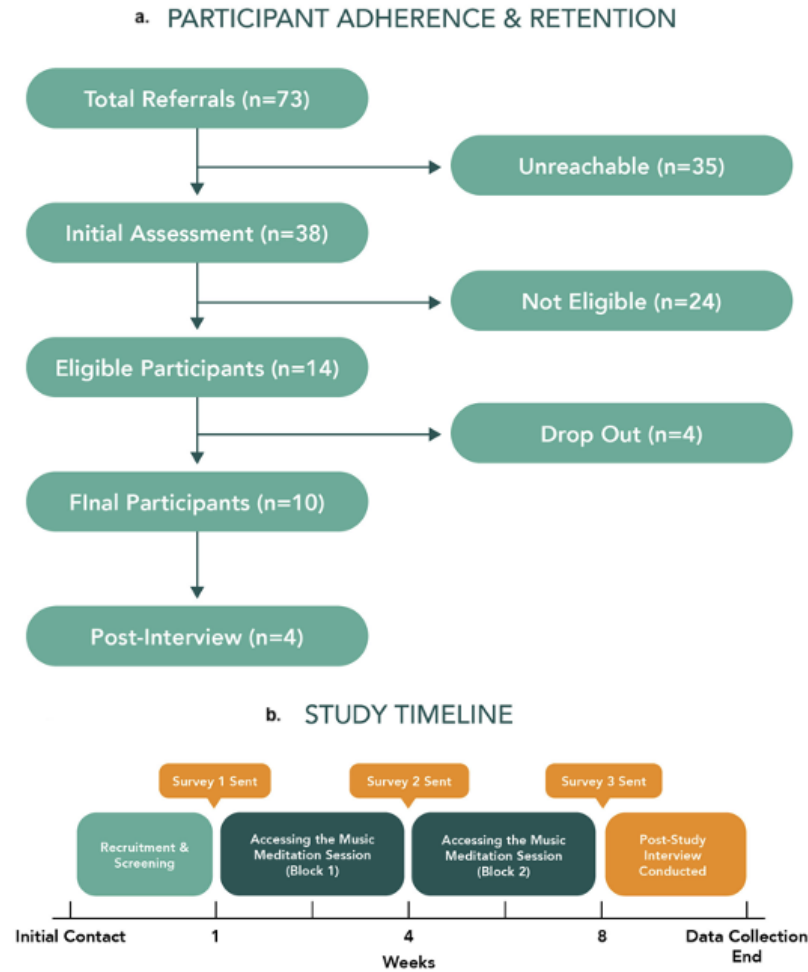 a. PARTICIPANT ADHERENCE & RETENTION
Total Referrals (n=73)
Unreachable (n=35)
Initial Assessment (n=38)
Not Eligible (n=24)
Eligible Participants (n=14)
Drop Out (n=4)
FInal Participants (n=10)
Post-Interview (n=4)
b. STUDY TIMELINE
Survey 1 Sent
Survey 2 Sent
Survey 3 Sent
Recruitment &
Screening
Accessing the Music
Meditation Session
(Block 1)
Accessing the Music
Meditation Session
(Block 2)
Post-Study
Interview
Conducted
Initial Contact
1
4
8
Data Collection
End
Weeks